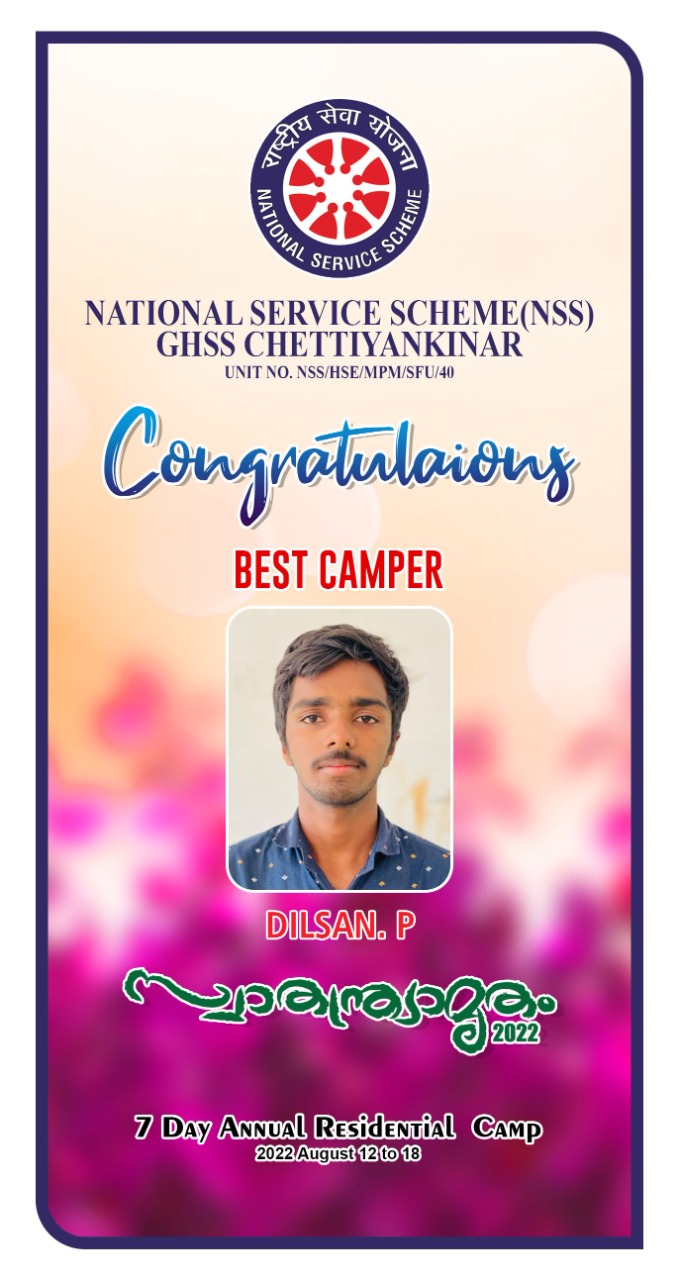 राष्ट्रीय सेवा योजना
NATIONAL SERVICE SCHEME
NATIONAL SERVICE SCHEME(NSS)
GHSS CHETTIYANKINAR
UNIT NO. NSS/HSE/MPM/SFU/40
Congratulaions
BEST CAMPER
DILSAN. P
സ്വാതന്ത്ര്യാമൃതം
2022
7 Day Annual Residential Camp
2022 August 12 to 18